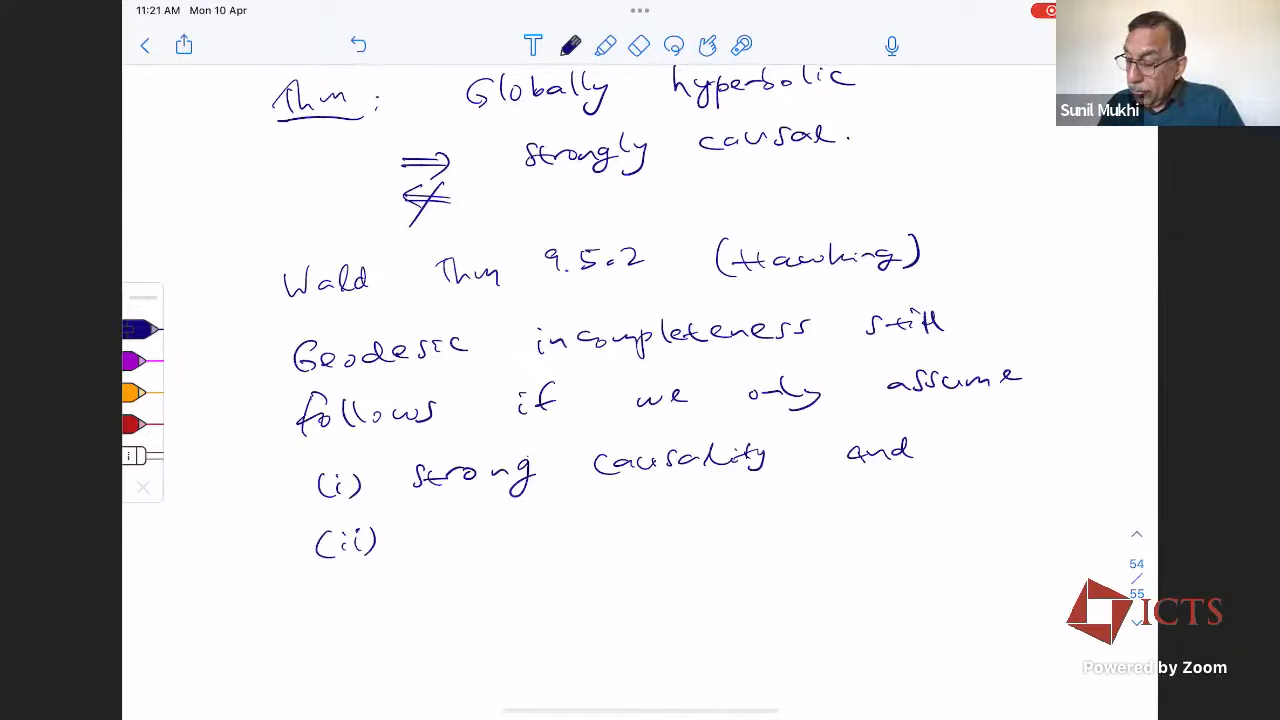 11:21 AM Mon 10 Apr
Sunil Mukhi
Thm : Globally hyperbolic
⇒ strongly causal.
⇍
Wald Thm 9.5.2 (Hawking)
Geodesic incompleteness still
follows if we only assume
(i) strong causality and
(ii)
54
/
55
ICTS
Powered by Zoom